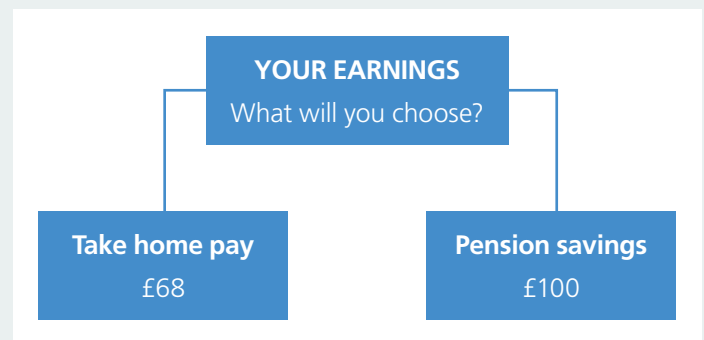 YOUR EARNINGS
What will you choose?
Take home pay
£68
Pension savings
£100